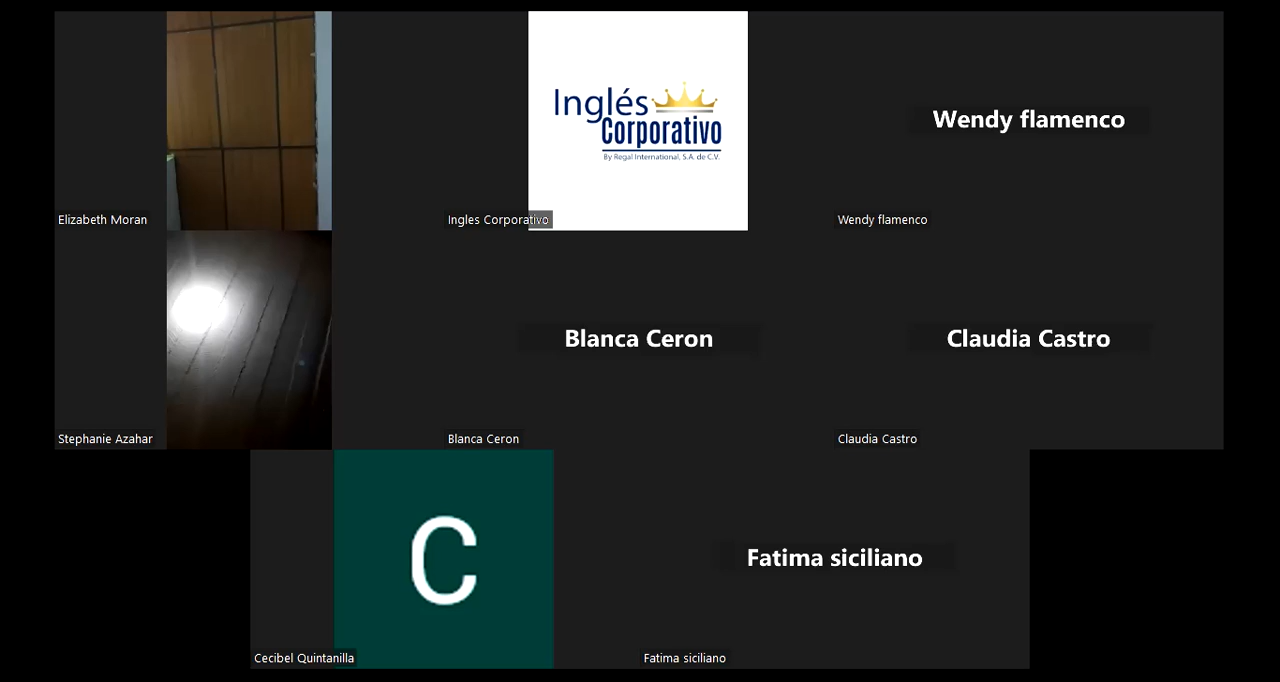 Inglés
Corporativo
By Regal International, S.A. de C.V.
Wendy flamenco
Elizabeth Moran
Ingles Corporativo
Wendy flamenco
Blanca Ceron
Claudia Castro
Stephanie Azahar
Blanca Ceron
Claudia Castro
C
Fatima siciliano
Cecibel Quintanilla
Fatima siciliano